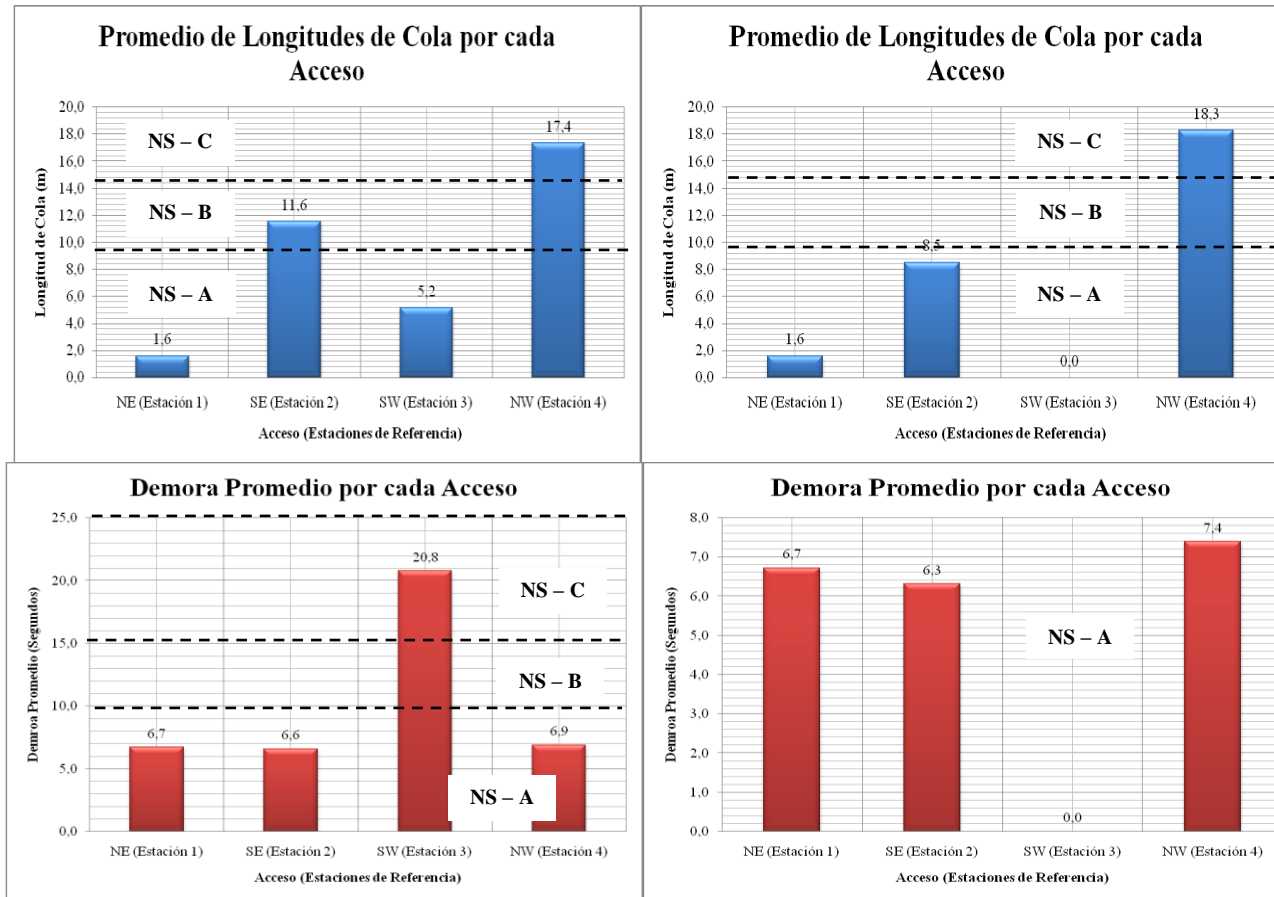 Promedio de Longitudes de Cola por cada
Acceso
Longitud de Cola (m)
20,0
18,0
16,0
14,0
12,0
10,0
8,0
6,0
4,0
2,0
0,0
NS – C
NS – B
NS – A
1,6
11,6
5,2
17,4
NE (Estación 1)
SE (Estación 2)
SW (Estación 3)
NW (Estación 4)
Acceso (Estaciones de Referencia)
Promedio de Longitudes de Cola por cada
Acceso
Longitud de Cola (m)
20,0
18,0
16,0
14,0
12,0
10,0
8,0
6,0
4,0
2,0
0,0
NS – C
NS – B
NS – A
1,6
8,5
0,0
18,3
NE (Estación 1)
SE (Estación 2)
SW (Estación 3)
NW (Estación 4)
Acceso (Estaciones de Referencia)
Demora Promedio por cada Acceso
Demroa Promedio (Segundos)
25,0
20,0
15,0
10,0
5,0
0,0
NS – C
NS – B
NS – A
6,7
6,6
20,8
6,9
NE (Estación 1)
SE (Estación 2)
SW (Estación 3)
NW (Estación 4)
Acceso (Estaciones de Referencia)
Demora Promedio por cada Acceso
Demroa Promedio (Segundos)
8,0
7,0
6,0
5,0
4,0
3,0
2,0
1,0
0,0
NS – A
6,7
6,3
0,0
7,4
NE (Estación 1)
SE (Estación 2)
SW (Estación 3)
NW (Estación 4)
Acceso (Estaciones de Referencia)